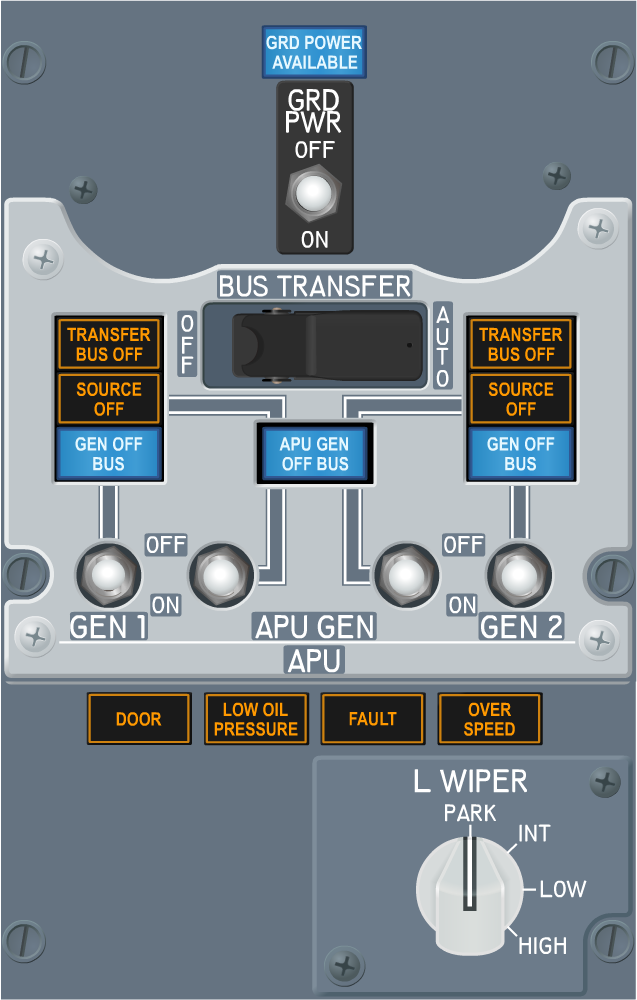 GRD POWER
AVAILABLE
GRD
PWR
OFF
ON
BUS TRANSFER
OFF
AUTO
TRANSFER
BUS OFF
SOURCE
OFF
GEN OFF
BUS
APU GEN
OFF BUS
TRANSFER
BUS OFF
SOURCE
OFF
GEN OFF
BUS
OFF
ON
OFF
ON
GEN 1
APU GEN
GEN 2
APU
DOOR
LOW OIL
PRESSURE
FAULT
OVER
SPEED
L WIPER
PARK
INT
LOW
HIGH